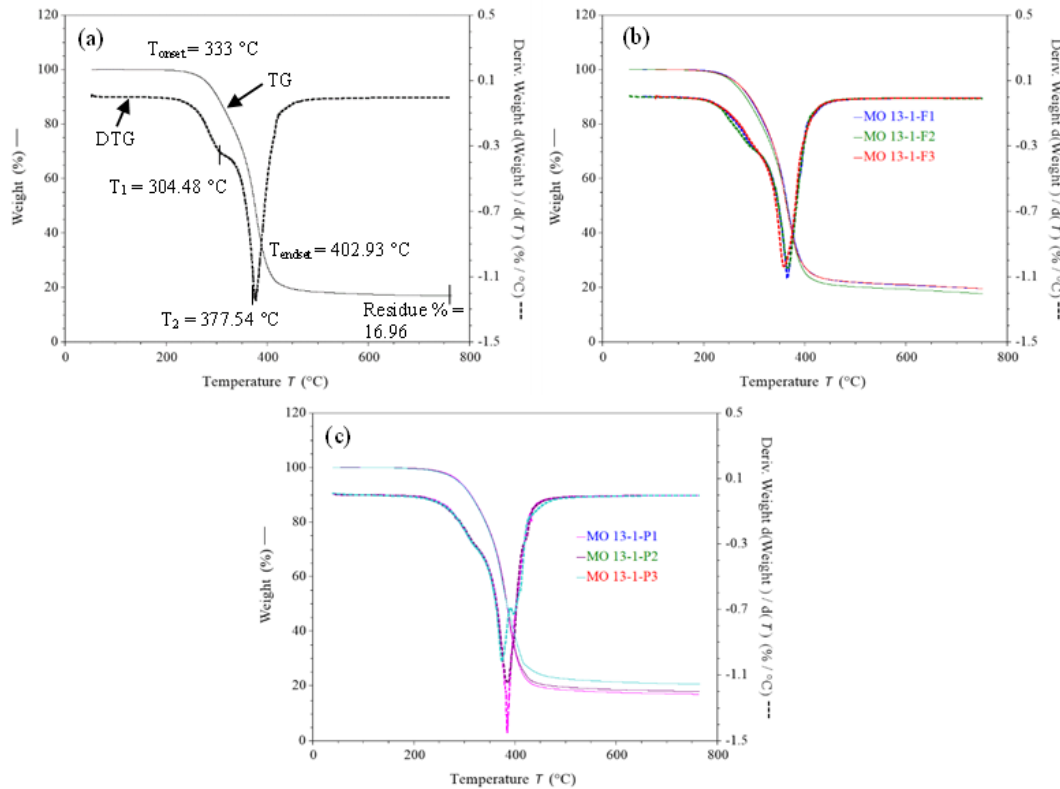 (a)
T onset = 333 °C
TG
DTG
T1 = 304.48 °C
Tendset = 402.93 °C
T2 = 377.54 °C
Residue % =
16.96
120
100
80
60
40
20
0
Weight (%) —
0 200 400 600 800
Temperature T (°C)
0.5
0.1
-0.3
-0.7
-1.1
-1.5
Deriv. Weight d(Weight) / d(T) (% / °C) ---
(b)
MO 13-1-F1
MO 13-1-F2
MO 13-1-F3
120
100
80
60
40
20
0
Weight (%) —
0 200 400 600 800
Temperature T (°C)
0.5
0.1
-0.3
-0.7
-1.1
-1.5
Deriv. Weight d(Weight) / d(T) (% / °C) ---
(c)
MO 13-1-P1
MO 13-1-P2
MO 13-1-P3
120
100
80
60
40
20
0
Weight (%) —
0 200 400 600 800
Temperature T (°C)
0.5
0.1
-0.3
-0.7
-1.1
-1.5
Deriv. Weight d(Weight) / d(T) (% / °C) ---